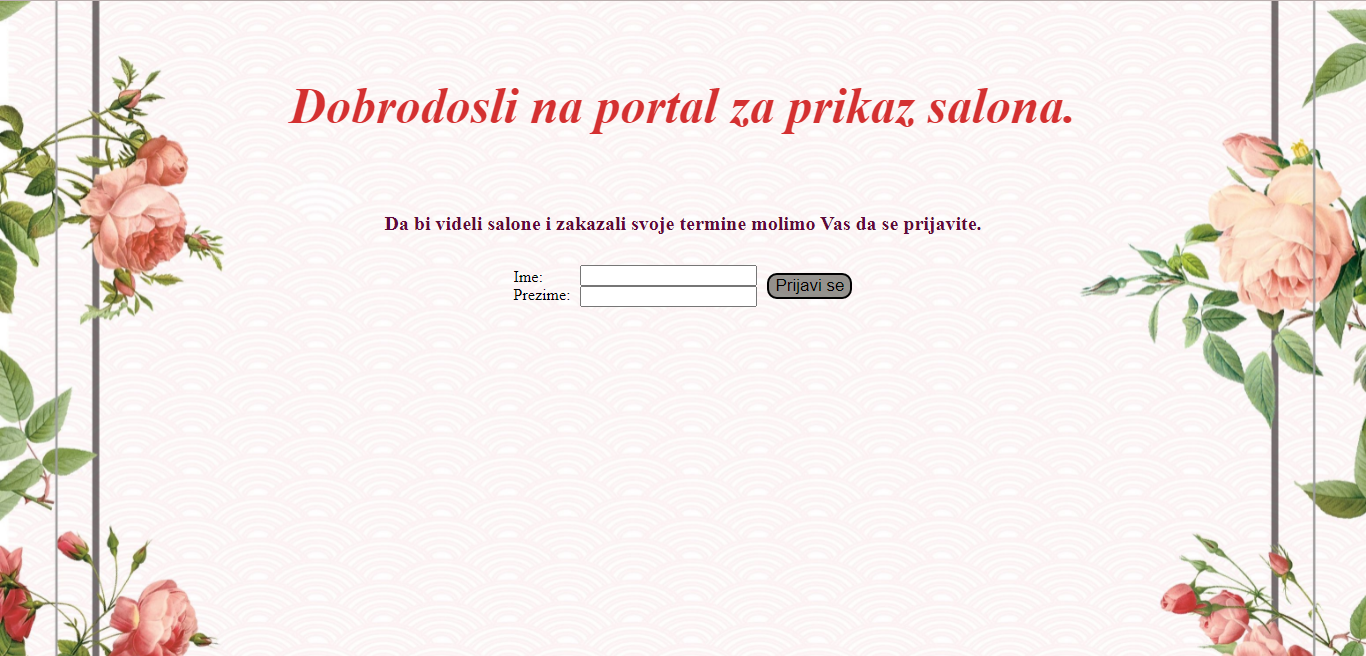 Dobrodosli na portal za prikaz salona.
Da bi videli salone i zakazali svoje termine molimo Vas da se prijavite.
Ime:
Prezime:
Prijavi se